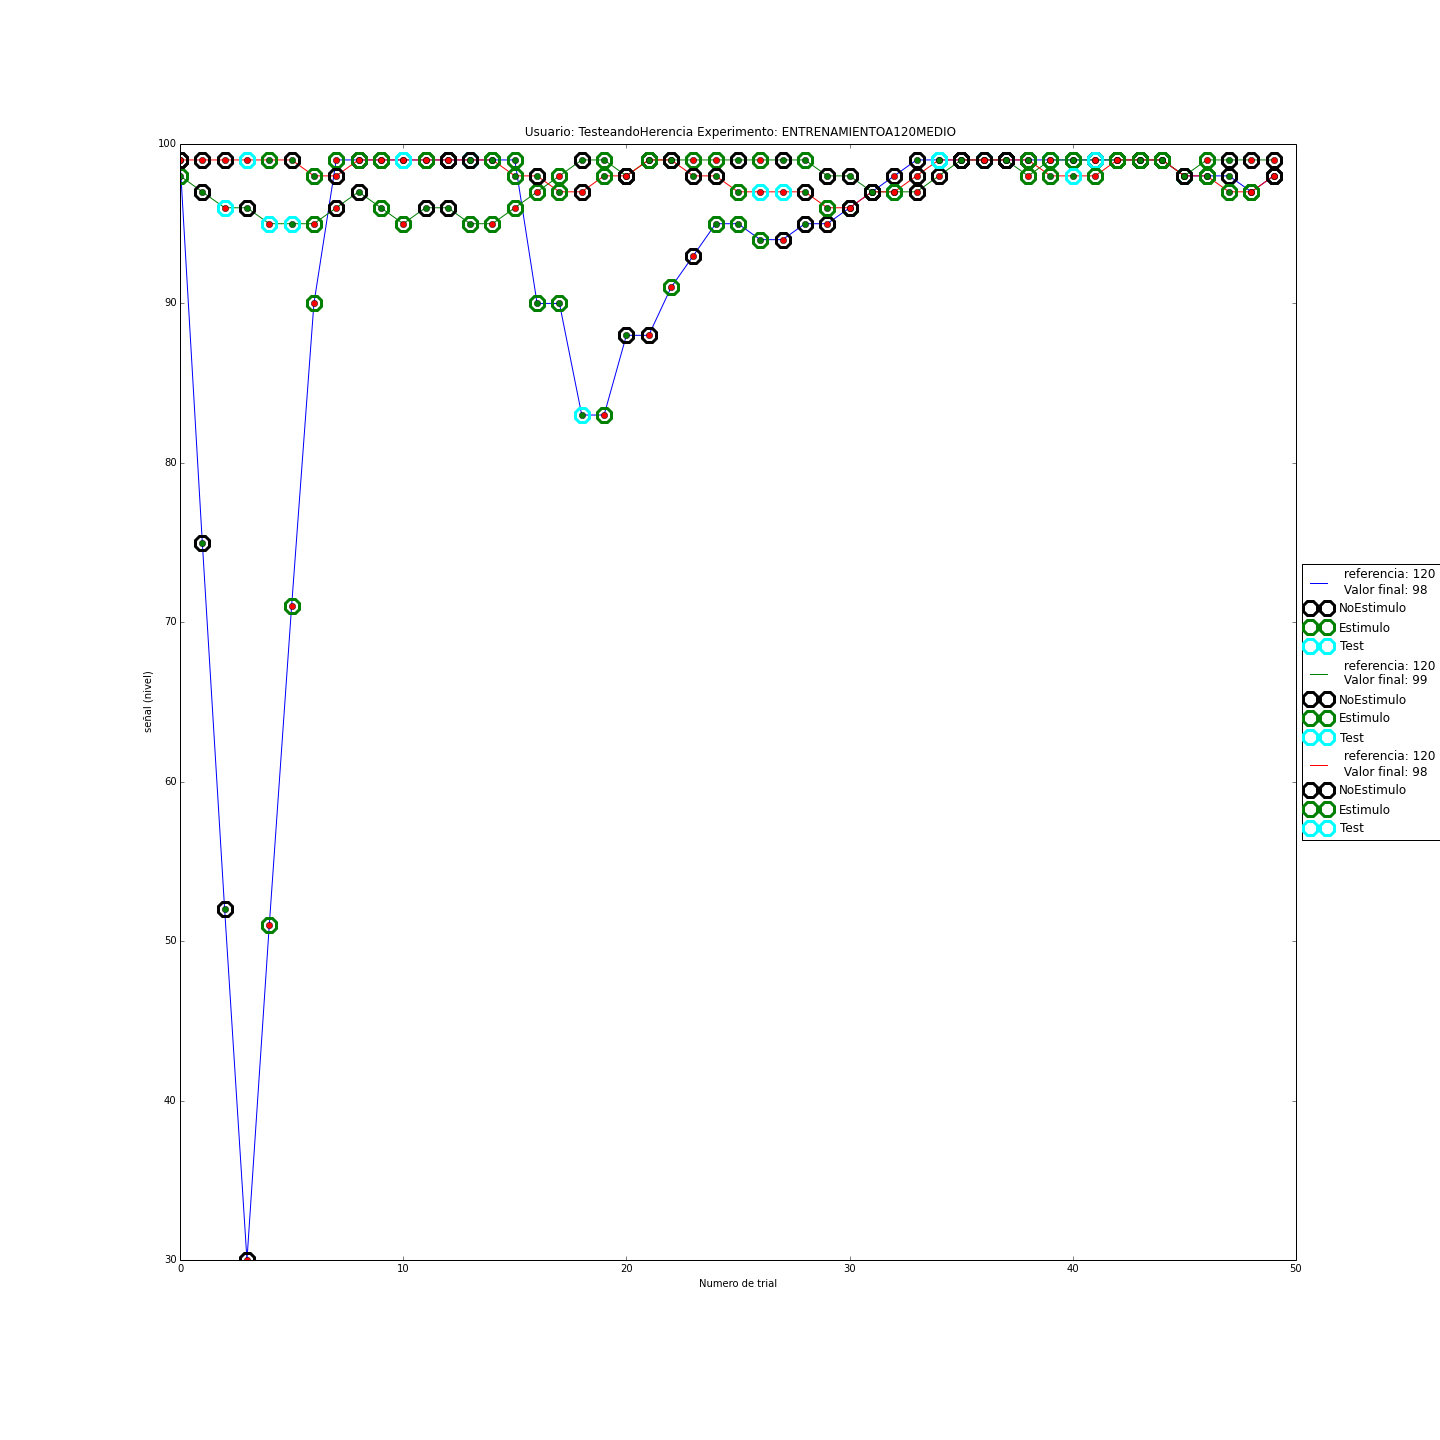 Usuario: TesteandoHerencia Experimento: ENTRENAMIENTOA120MEDIO
100
90
80
70
60
50
40
30
señal (nivel)
0 10 20 30 40 50
Numero de trial
referencia: 120
Valor final: 98
NoEstimulo
Estimulo
Test
referencia: 120
Valor final: 99
NoEstimulo
Estimulo
Test
referencia: 120
Valor final: 98
NoEstimulo
Estimulo
Test